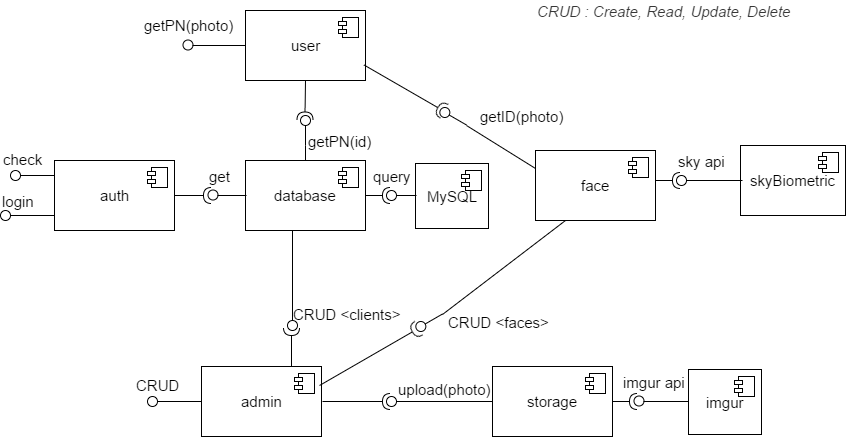 CRUD : Create, Read, Update, Delete
getPN(photo)
user
getID(photo)
getPN(id)
check
auth
get
database
query
MySQL
face
sky api
skyBiometric
login
CRUD <clients>
CRUD <faces>
CRUD
admin
upload(photo)
storage
imgur api
imgur